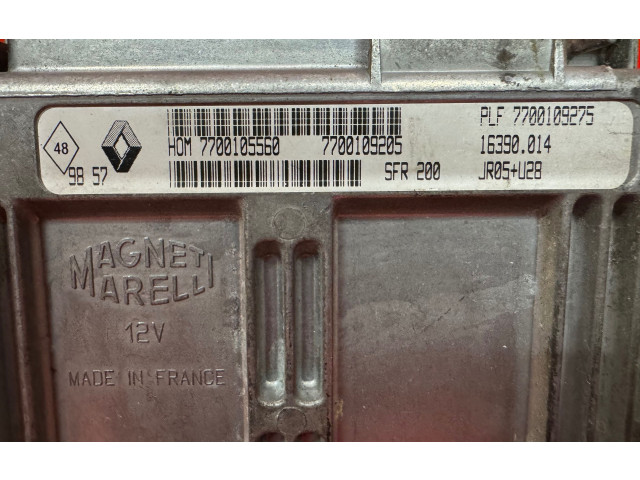 PLF 7700109275
48
HOM 7700105560 7700109205 16390.014
98 57 SFR 200 JR05+U28
MAGNETI
MARELLI
12V
MADE IN FRANCE